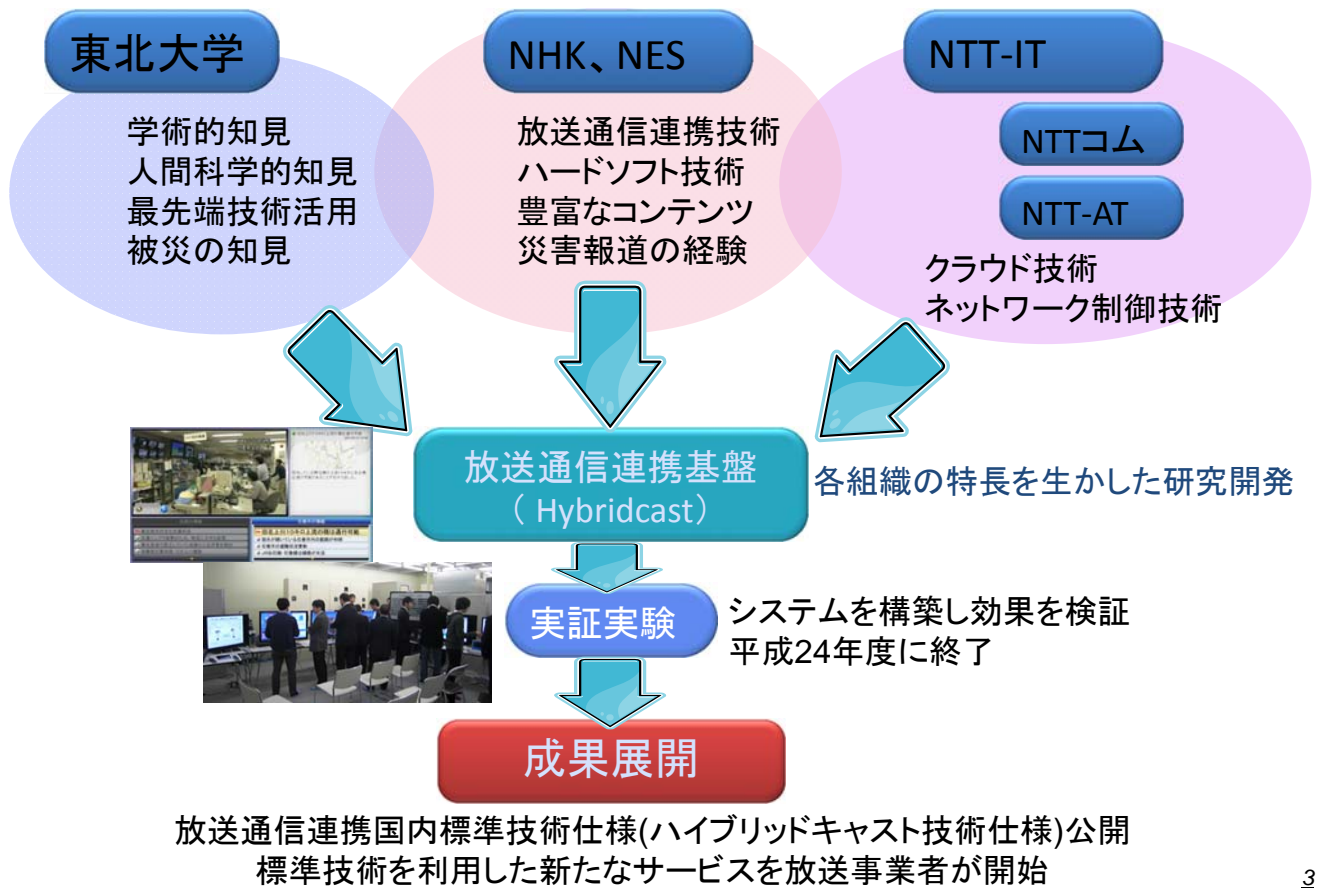 東北大学
学術的知見
人間科学的知見
最先端技術活用
被災の知見
NHK、NES
放送通信連携技術
ハードソフト技術
豊富なコンテンツ
災害報道の経験
NTT-IT
NTTコム
NTT-AT
クラウド技術
ネットワーク制御技術
放送通信連携基盤
（ Hybridcast）
各組織の特長を生かした研究開発
実証実験
システムを構築し効果を検証
平成24年度に終了
成果展開
放送通信連携国内標準技術仕様(ハイブリッドキャスト技術仕様)公開
標準技術を利用した新たなサービスを放送事業者が開始
3